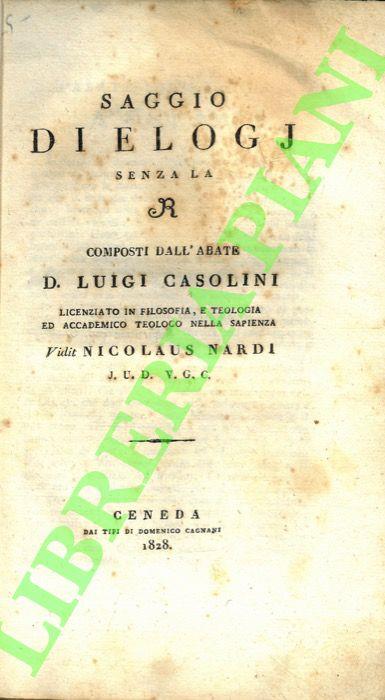 5-
SAGGIO
DI ELOGJ
SENZA LA
R
COMPOSTI DALL'ABATE
D. LUIGI CASOLINI
LICENZIATO IN FILOSOFIA, E TEOLOGIA
ED ACCADEMICO TEOLOGO NELLA SAPIENZA
Vidit NICOLAUS NARDI
J. U. D. V. G. C.
CENEDA
DAI TIPI DI DOMENICO CAGNANI
1828.
LIBRERIA PIANI